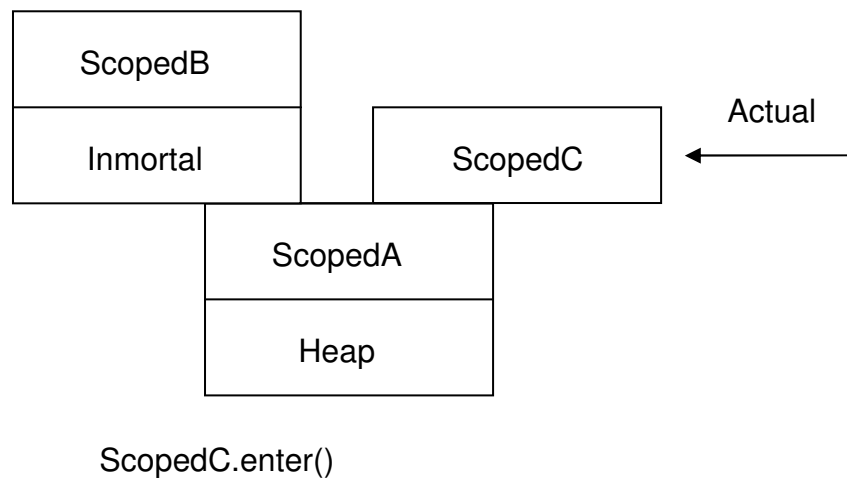 ScopedB
Actual
Inmortal
ScopedC
ScopedA
Heap
ScopedC.enter()